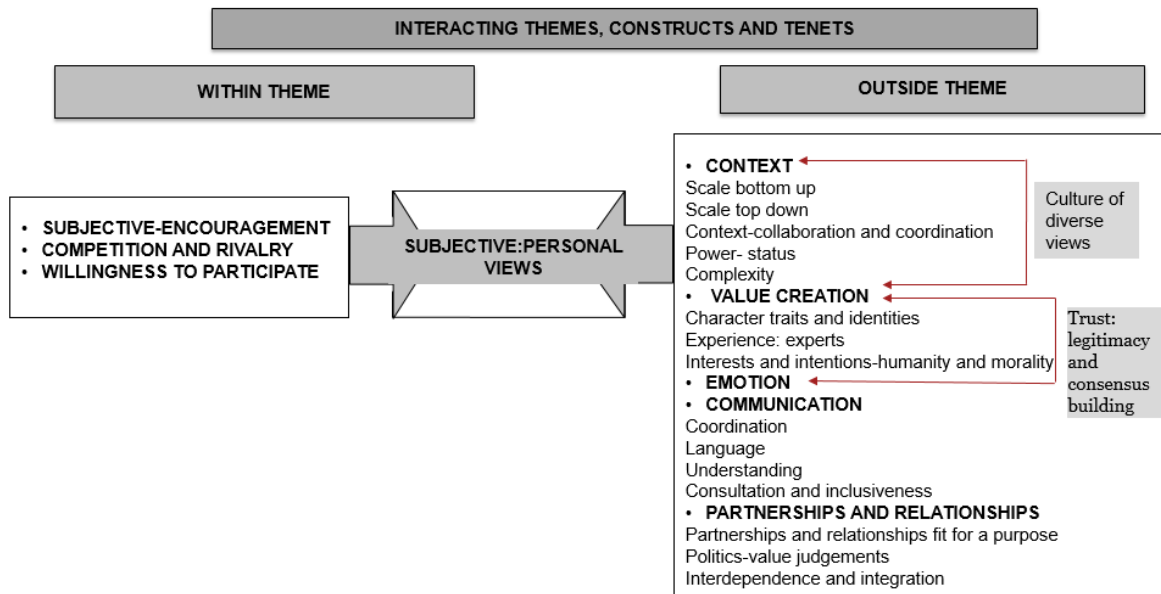 INTERACTING THEMES, CONSTRUCTS AND TENETS
WITHIN THEME
OUTSIDE THEME
• SUBJECTIVE-ENCOURAGEMENT
• COMPETITION AND RIVALRY
• WILLINGNESS TO PARTICIPATE
SUBJECTIVE:PERSONAL
VIEWS
• CONTEXT
Scale bottom up
Scale top down
Context-collaboration and coordination
Power- status
Complexity
• VALUE CREATION
Character traits and identities
Experience: experts
Interests and intentions-humanity and morality
• EMOTION
• COMMUNICATION
Coordination
Language
Understanding
Consultation and inclusiveness
• PARTNERSHIPS AND RELATIONSHIPS
Partnerships and relationships fit for a purpose
Politics-value judgements
Interdependence and integration
Culture of
diverse
views
Trust:
legitimacy
and
consensus
building